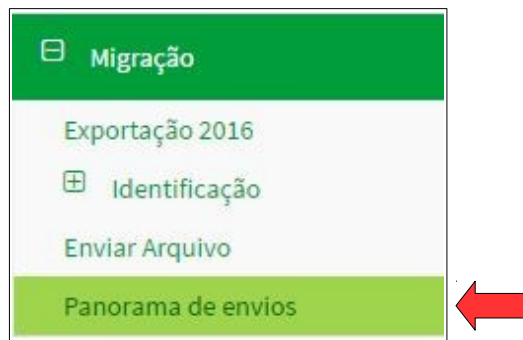 Migração
Exportação 2016
Identificação
Enviar Arquivo
Panorama de envios